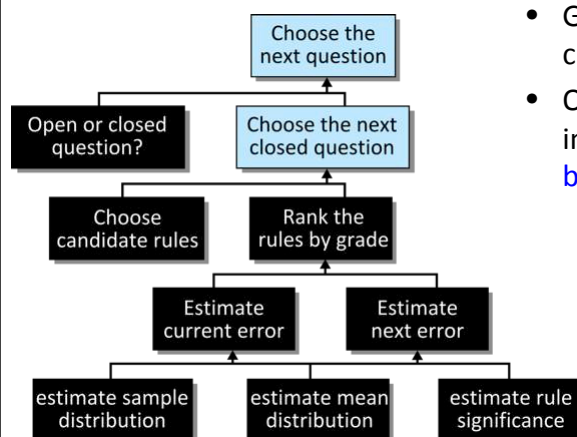 Choose the
next question
Open or closed
question?
Choose the next
closed question
Choose
candidate rules
Rank the
rules by grade
Estimate
current error
Estimate
next error
estimate sample
distribution
estimate mean
distribution
estimate rule
significance